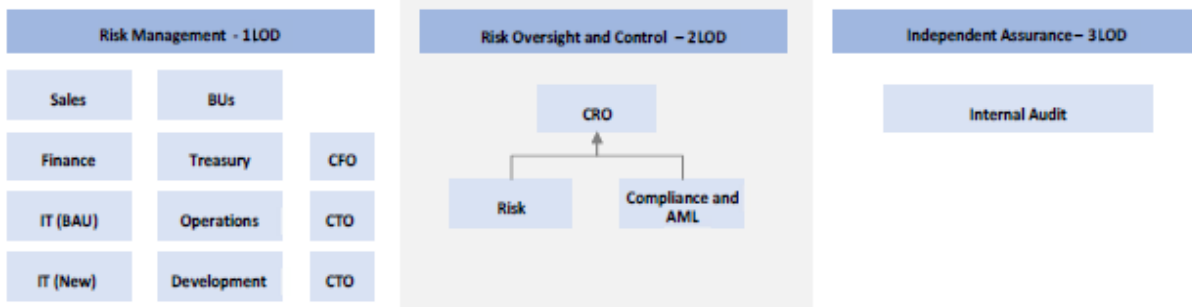 Risk Management - 1LOD
Risk Oversight and Control – 2LOD
Independent Assurance – 3LOD
Sales
BUs
CRO
Internal Audit
Finance
Treasury
CFO
Risk
Compliance and
AML
IT (BAU)
Operations
CTO
IT (New)
Development
CTO